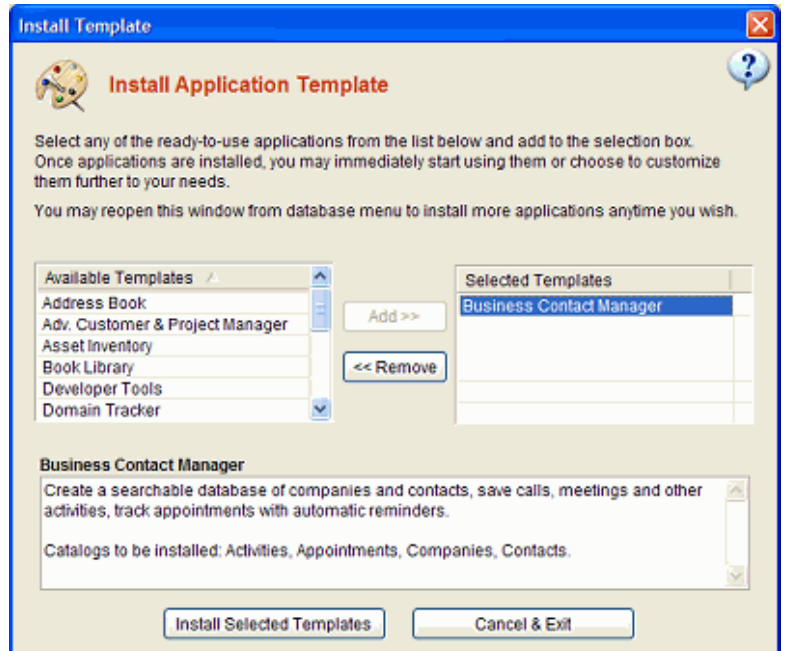 Install Template
Install Application Template
Select any of the ready-to-use applications from the list below and add to the selection box.
Once applications are installed, you may immediately start using them or choose to customize
them further to your needs.
You may reopen this window from database menu to install more applications anytime you wish.
Available Templates
Address Book
Adv. Customer & Project Manager
Asset Inventory
Book Library
Developer Tools
Domain Tracker
Add >>
<< Remove
Selected Templates
Business Contact Manager
Business Contact Manager
Create a searchable database of companies and contacts, save calls, meetings and other
activities, track appointments with automatic reminders.
Catalogs to be installed: Activities, Appointments, Companies, Contacts.
Install Selected Templates
Cancel & Exit